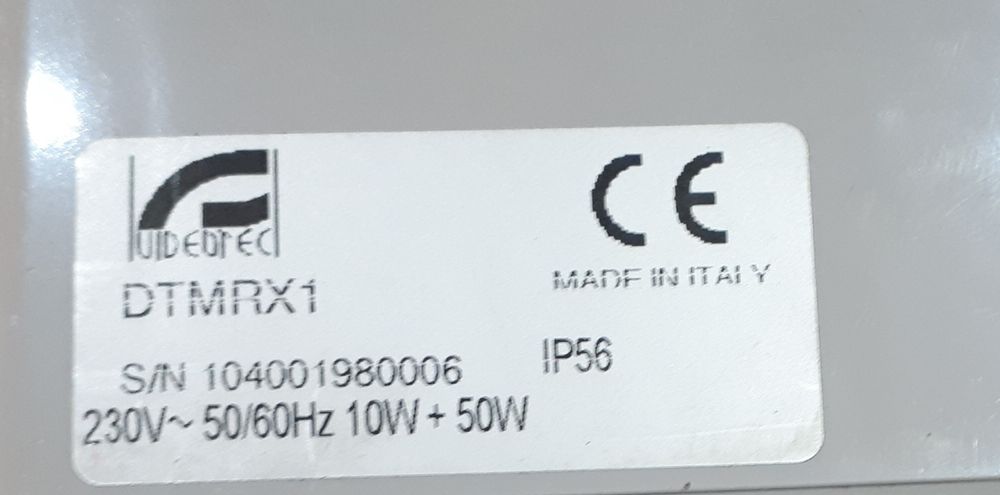 VIDEOTEC
CE
MADE IN ITALY
DTMRX1
IP56
S/N 104001980006
230V~ 50/60Hz 10W + 50W